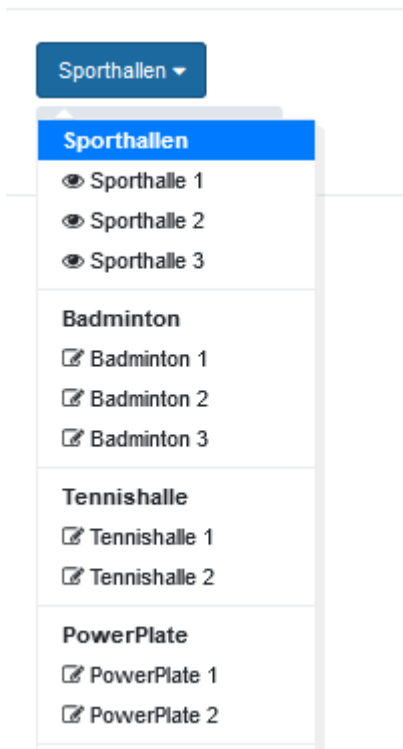 Sporthallen
Sporthallen
Sporthalle 1
Sporthalle 2
Sporthalle 3
Badminton
Badminton 1
Badminton 2
Badminton 3
Tennishalle
Tennishalle 1
Tennishalle 2
PowerPlate
PowerPlate 1
PowerPlate 2